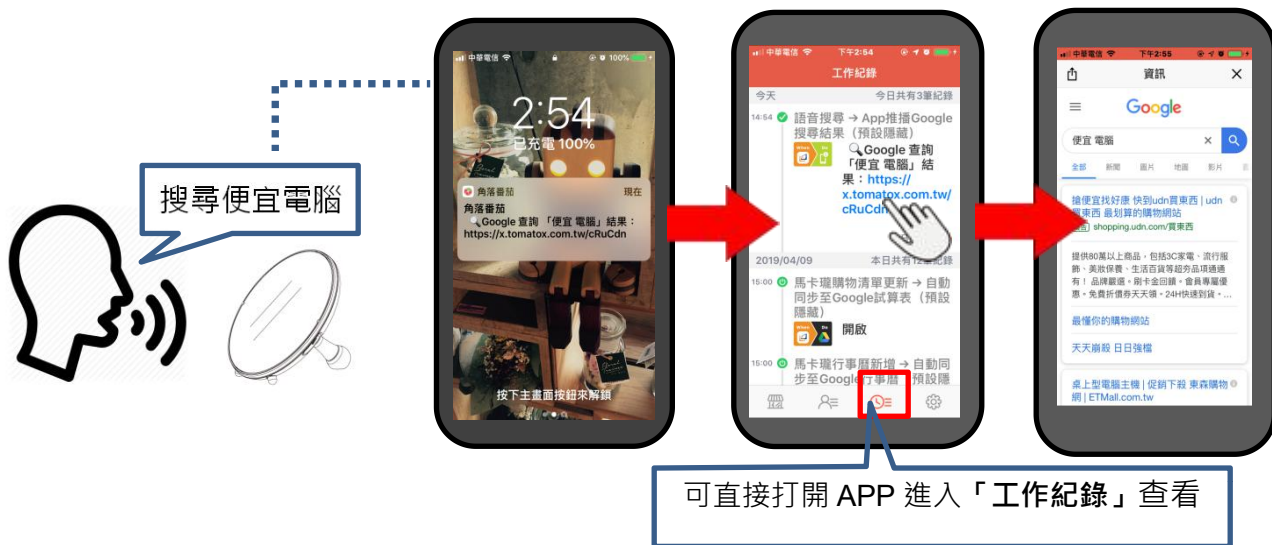 搜尋便宜電腦
中華電信
100%
2:54
已充電 100%
角落番茄
現在
角落番茄
Google 查詢 「便宜 電腦」結果：
https://x.tomatox.com.tw/cRuCdn
按下主畫面按鈕來解鎖
中華電信
下午2:54
工作紀錄
今天
今日共有3筆紀錄
14:54
語音搜尋 → App推播Google
搜尋結果（預設隱藏）
When
Do
Google 查詢
「便宜 電腦」結
果：https://
x.tomatox.com.tw/
cRuCdn
2019/04/09
本日共有12筆紀錄
15:00
馬卡瓏購物清單更新 → 自動
同步至Google試算表（預設
隱藏）
When
Do
開啟
15:00
馬卡瓏行事曆新增 → 自動同
步至Google行事曆（預設隱
中華電信
下午2:55
資訊
Google
便宜 電腦
全部
新聞
圖片
地圖
影片
搶便宜找好康 快到udn買東西 | udn
買東西 最划算的購物網站
shopping.udn.com/買東西
提供80萬以上商品，包括3C家電、流行服
飾、美妝保養、生活百貨等超夯品項通通
有！品牌嚴選。刷卡金回饋。會員專屬優
惠。免費折價券天天領。24H快速到貨。...
最懂你的購物網站
天天崩殺 日日強檔
桌上型電腦主機 | 促銷下殺 東森購物
網 | ETMall.com.tw
可直接打開 APP 進入「工作紀錄」查看